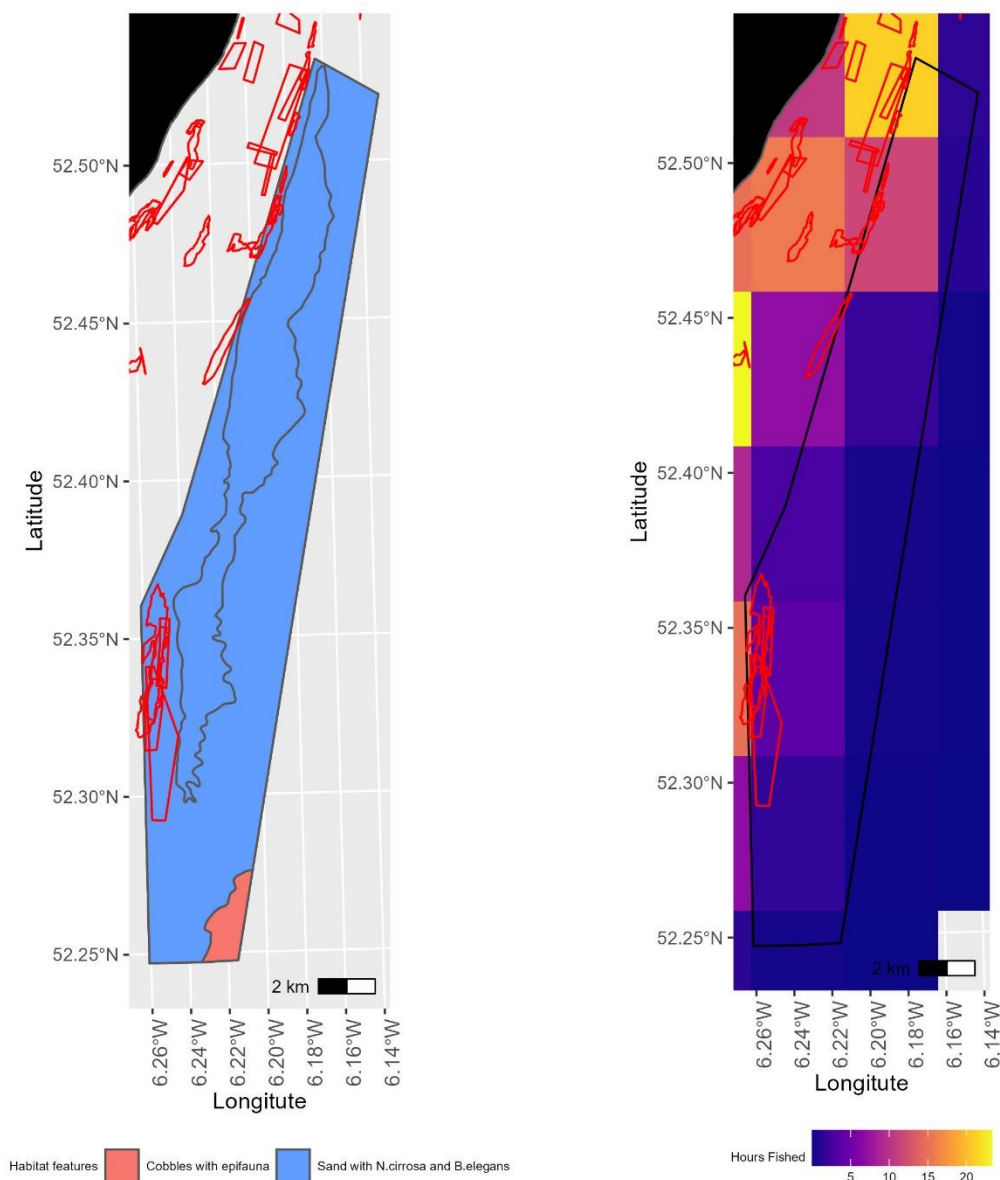 52.50°N
52.45°N
52.40°N
52.35°N
52.30°N
52.25°N
Latitude
2 km
6.26°W
6.24°W
6.22°W
6.20°W
6.18°W
6.16°W
6.14°W
Longitute
Habitat features
Cobbles with epifauna
Sand with N.cirrosa and B.elegans
52.50°N
52.45°N
52.40°N
52.35°N
52.30°N
52.25°N
Latitude
2 km
6.26°W
6.24°W
6.22°W
6.20°W
6.18°W
6.16°W
6.14°W
Longitute
Hours Fished
5 10 15 20